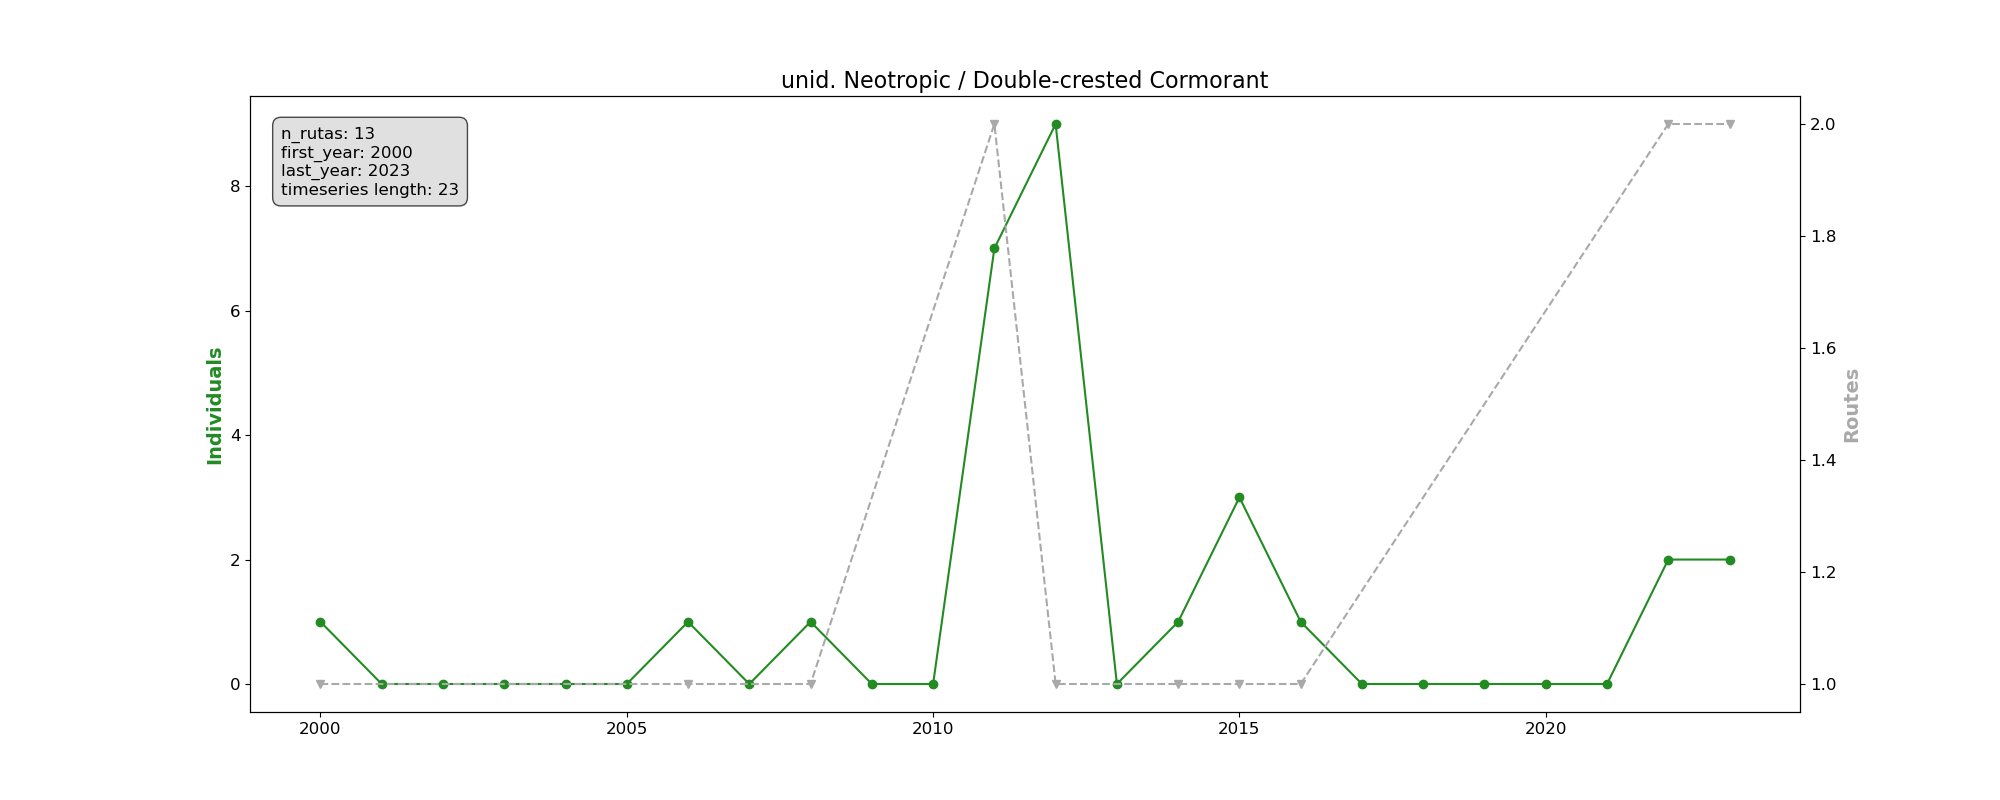 unid. Neotropic / Double-crested Cormorant
n_rutas: 13
first_year: 2000
last_year: 2023
timeseries length: 23
8
6
4
2
0
Individuals
2.0
1.8
1.6
1.4
1.2
1.0
Routes
2000 2005 2010 2015 2020